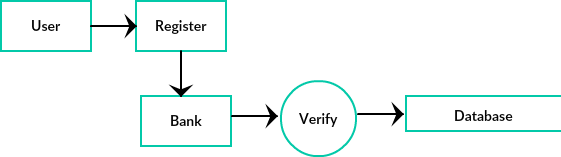 User
Register
Bank
Verify
Database